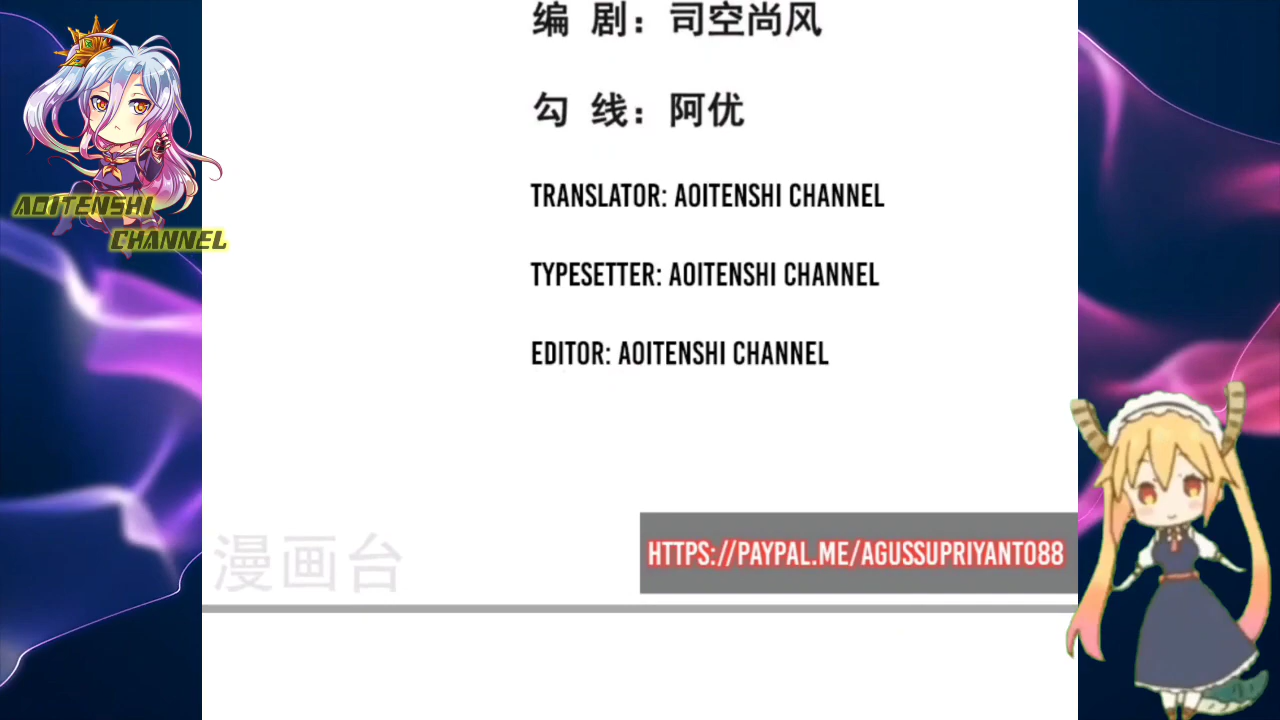 编 剧：司空尚风
勾 线：阿优
TRANSLATOR: AOITENSHI CHANNEL
AOITENSHI
CHANNEL
TYPESETTER: AOITENSHI CHANNEL
EDITOR: AOITENSHI CHANNEL
漫画台
HTTPS://PAYPAL.ME/AGUSSUPRIYANTO88